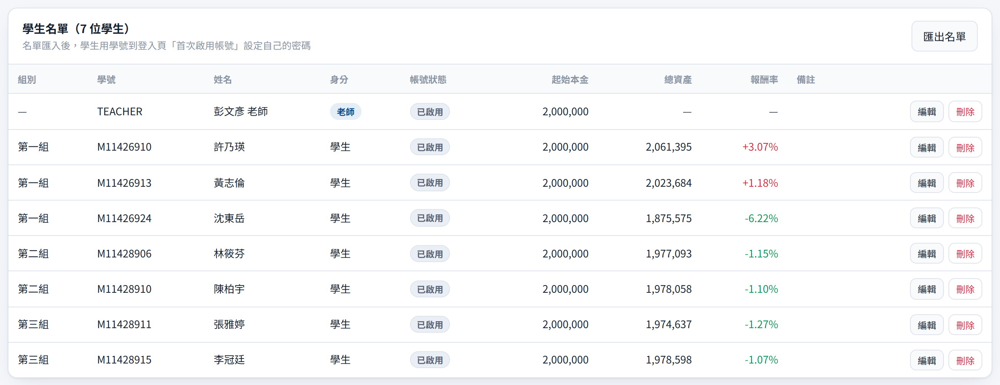 學生名單（7 位學生）
名單匯入後，學生用學號到登入頁「首次啟用帳號」設定自己的密碼
匯出名單
組別 學號 姓名 身分 帳號狀態 起始本金 總資產 報酬率 備註
— TEACHER 彭文彥 老師 老師 已啟用 2,000,000 — — 編輯 刪除
第一組 M11426910 許乃瑛 學生 已啟用 2,000,000 2,061,395 +3.07% 編輯 刪除
第一組 M11426913 黃志倫 學生 已啟用 2,000,000 2,023,684 +1.18% 編輯 刪除
第一組 M11426924 沈東岳 學生 已啟用 2,000,000 1,875,575 -6.22% 編輯 刪除
第二組 M11428906 林筱芬 學生 已啟用 2,000,000 1,977,093 -1.15% 編輯 刪除
第二組 M11428910 陳柏宇 學生 已啟用 2,000,000 1,978,058 -1.10% 編輯 刪除
第三組 M11428911 張雅婷 學生 已啟用 2,000,000 1,974,637 -1.27% 編輯 刪除
第三組 M11428915 李冠廷 學生 已啟用 2,000,000 1,978,598 -1.07% 編輯 刪除